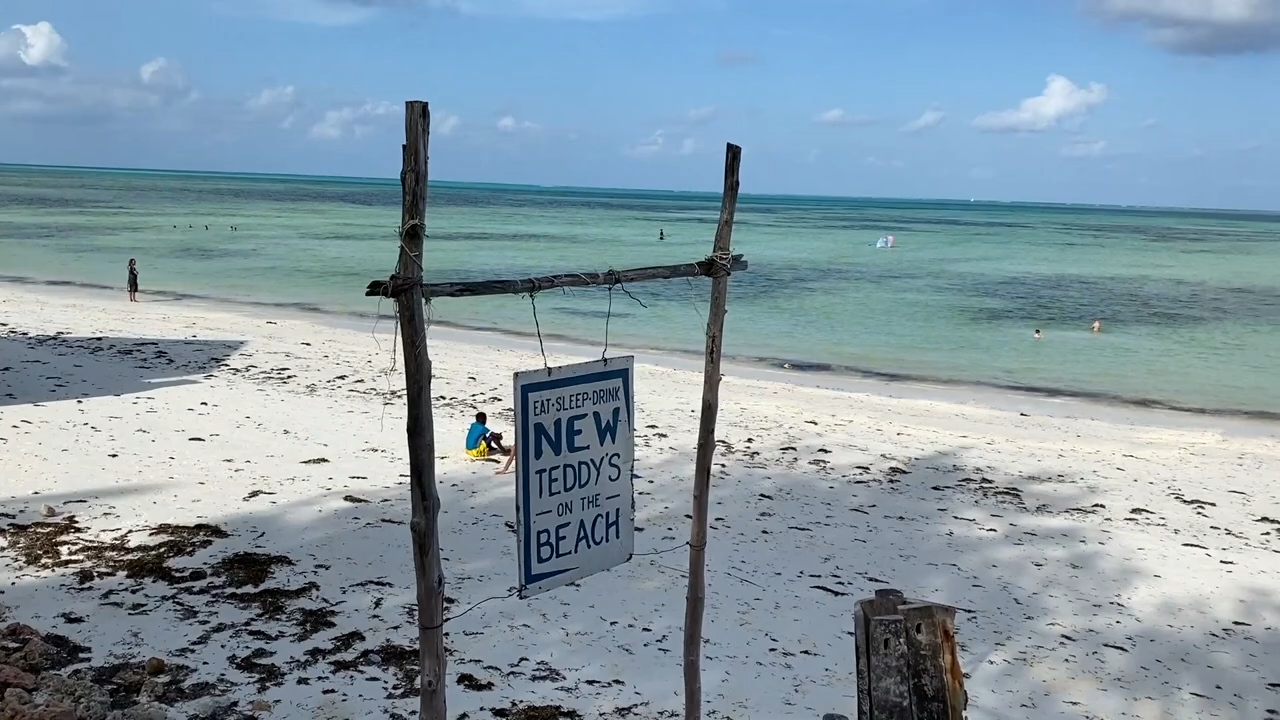 EAT·SLEEP·DRINK
NEW
TEDDY'S
— ON THE —
BEACH